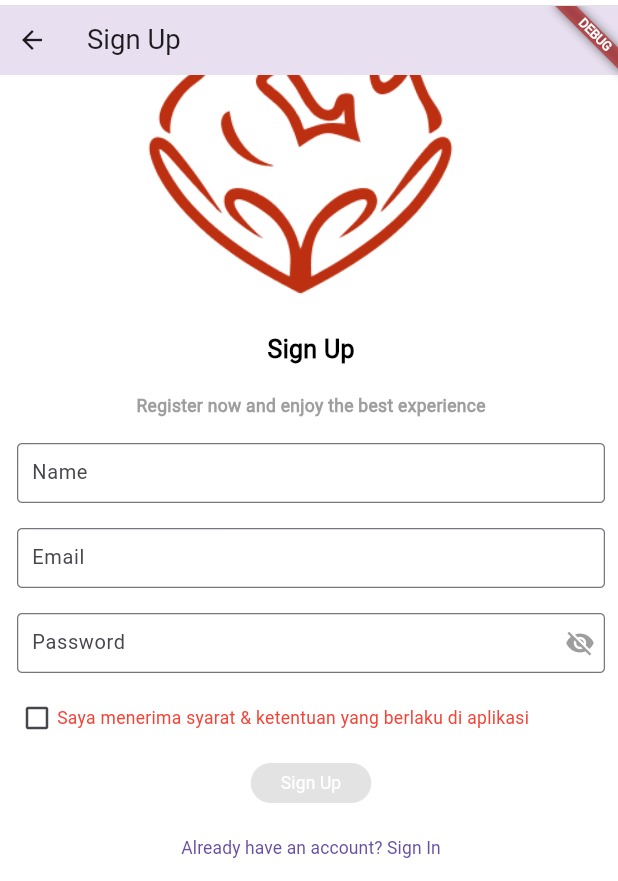 Sign Up
DEBUG
Sign Up
Register now and enjoy the best experience
Name
Email
Password
Saya menerima syarat & ketentuan yang berlaku di aplikasi
Sign Up
Already have an account? Sign In